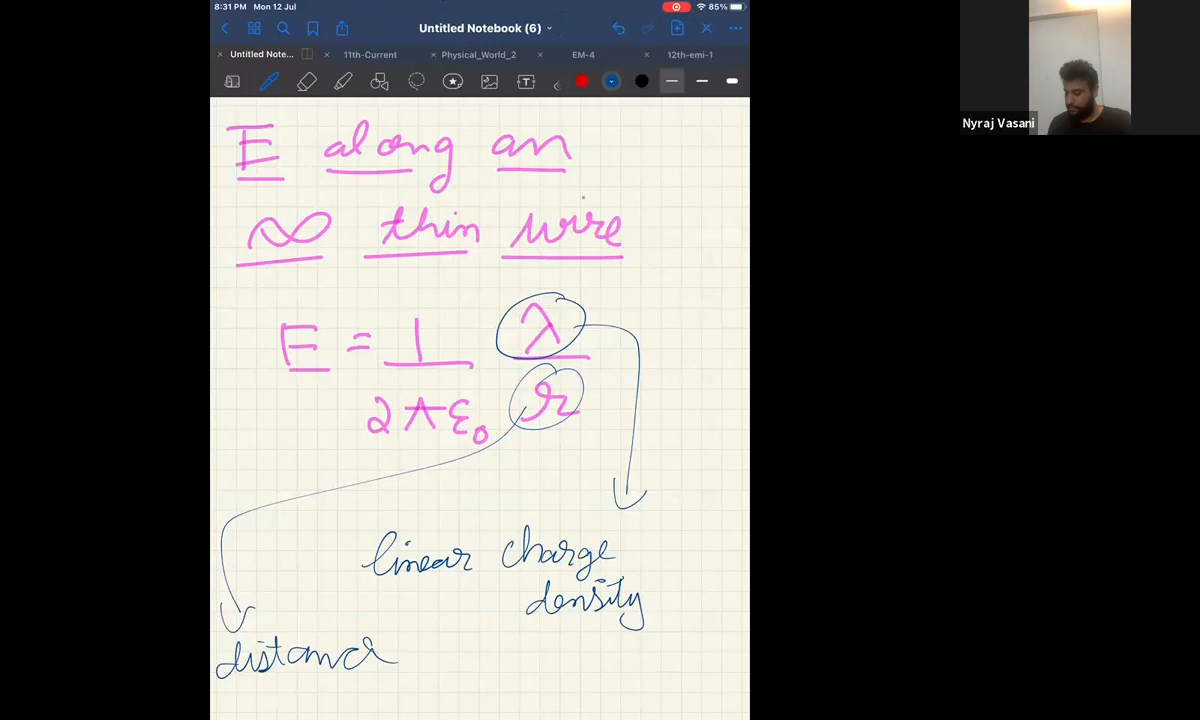 8:31 PM Mon 12 Jul
85%
Untitled Notebook (6)
Untitled Note...
11th-Current
Physical_World_2
EM-4
12th-emi-1
T
Nyraj Vasani
E along an
∞ thin wire
E = 1/2πε₀ λ/r
linear charge
density
distance